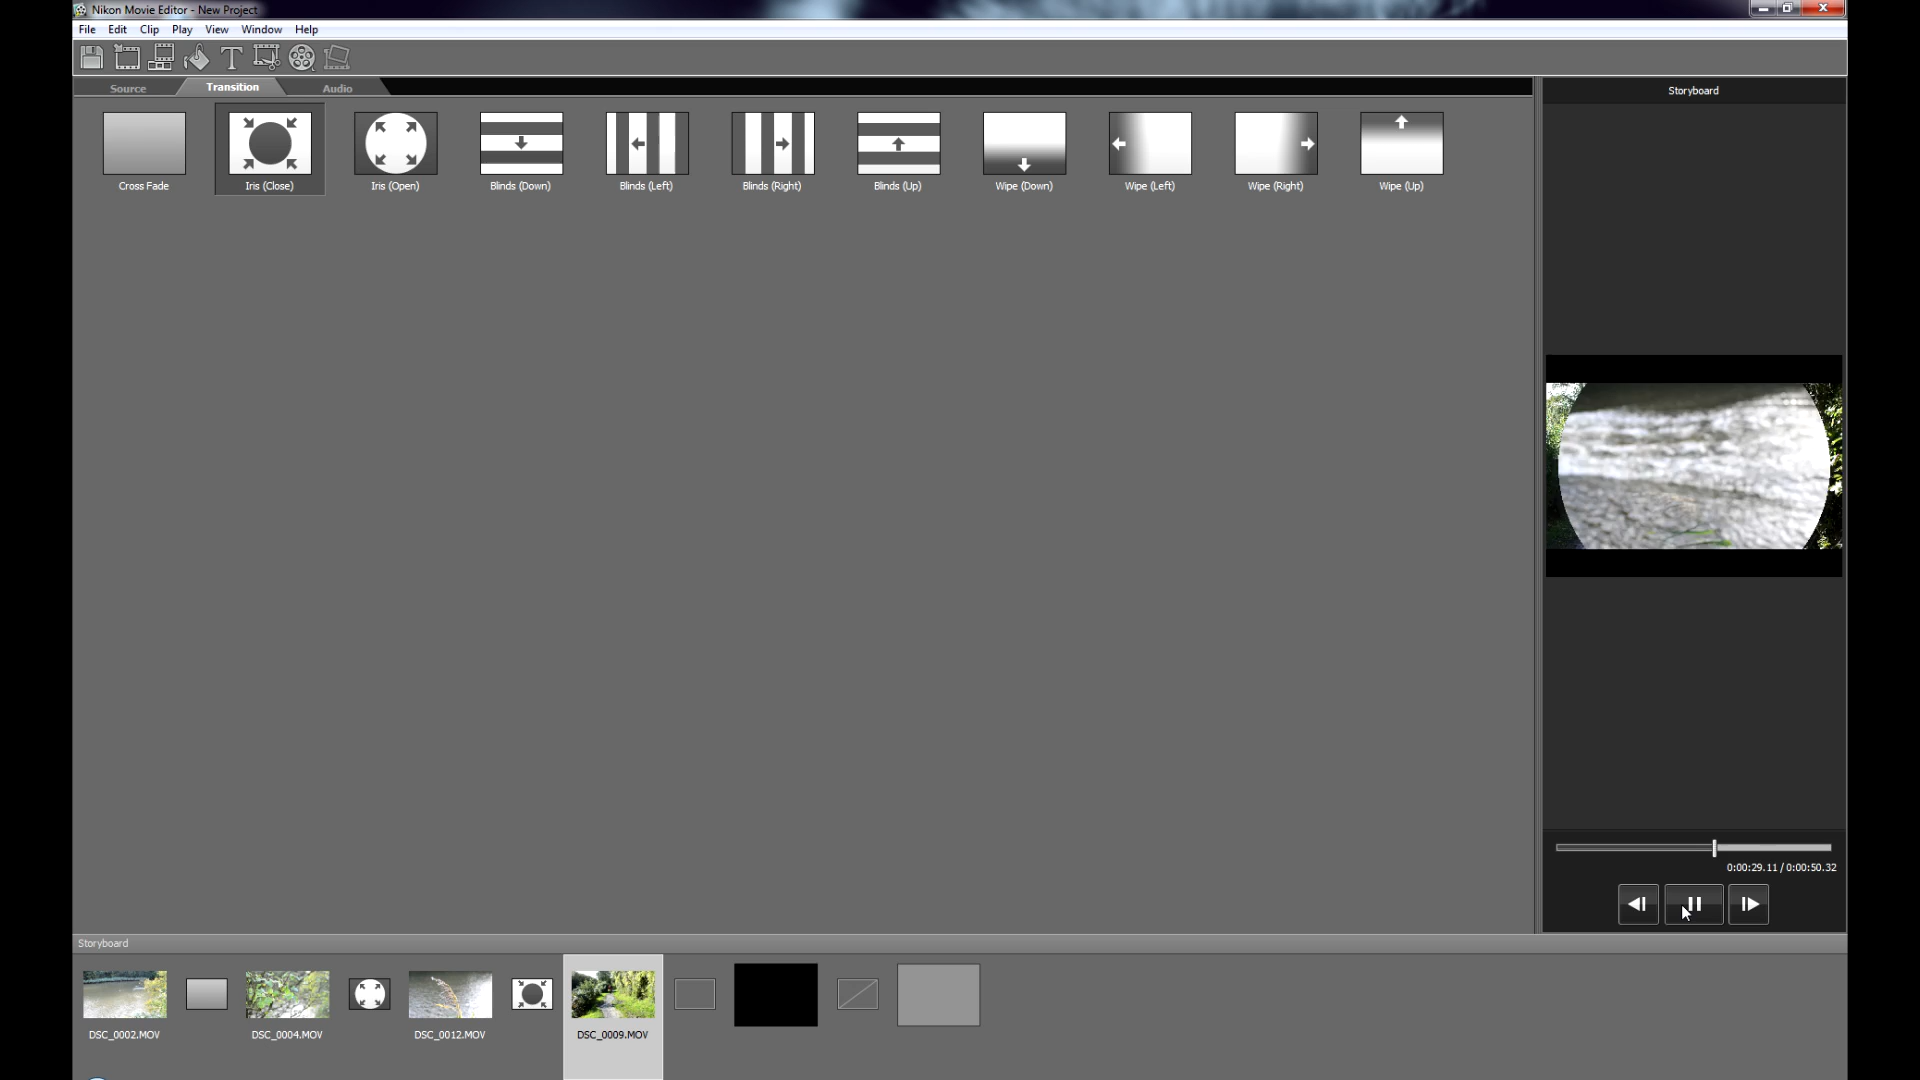 Nikon Movie Editor - New Project
File Edit Clip Play View Window Help
Source Transition Audio
Storyboard
Cross Fade Iris (Close) Iris (Open) Blinds (Down) Blinds (Left) Blinds (Right) Blinds (Up) Wipe (Down) Wipe (Left) Wipe (Right) Wipe (Up)
0:00:29.11 / 0:00:50.32
Storyboard
DSC_0002.MOV DSC_0004.MOV DSC_0012.MOV DSC_0009.MOV